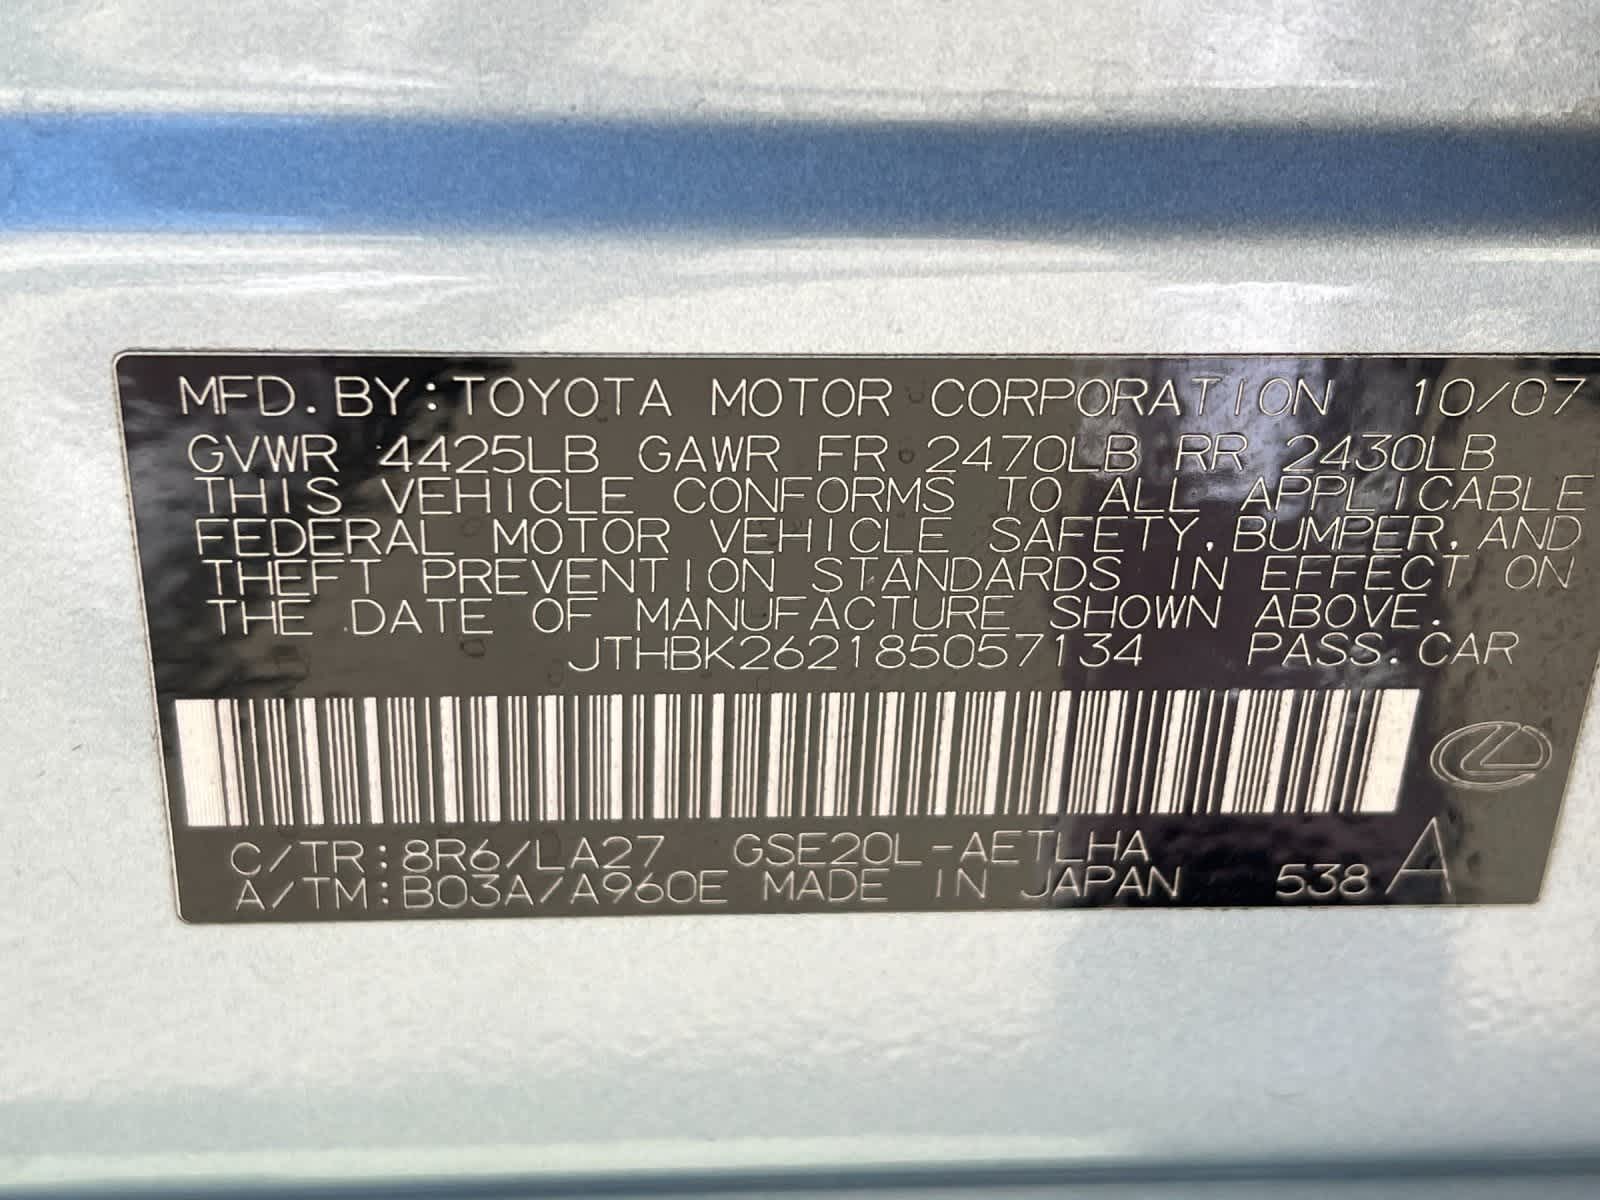 MFD. BY: TOYOTA MOTOR CORPORATION 10/07
GVWR 4425LB GAWR FR 2470LB RR 2430LB
THIS VEHICLE CONFORMS TO ALL APPLICABLE
FEDERAL MOTOR VEHICLE SAFETY, BUMPER, AND
THEFT PREVENTION STANDARDS IN EFFECT ON
THE DATE OF MANUFACTURE SHOWN ABOVE.
JTHBK262185057134 PASS. CAR
C/TR: 8R6/LA27 GSE20L-AETLHA
A/TM: B03A/A960E MADE IN JAPAN 538 A